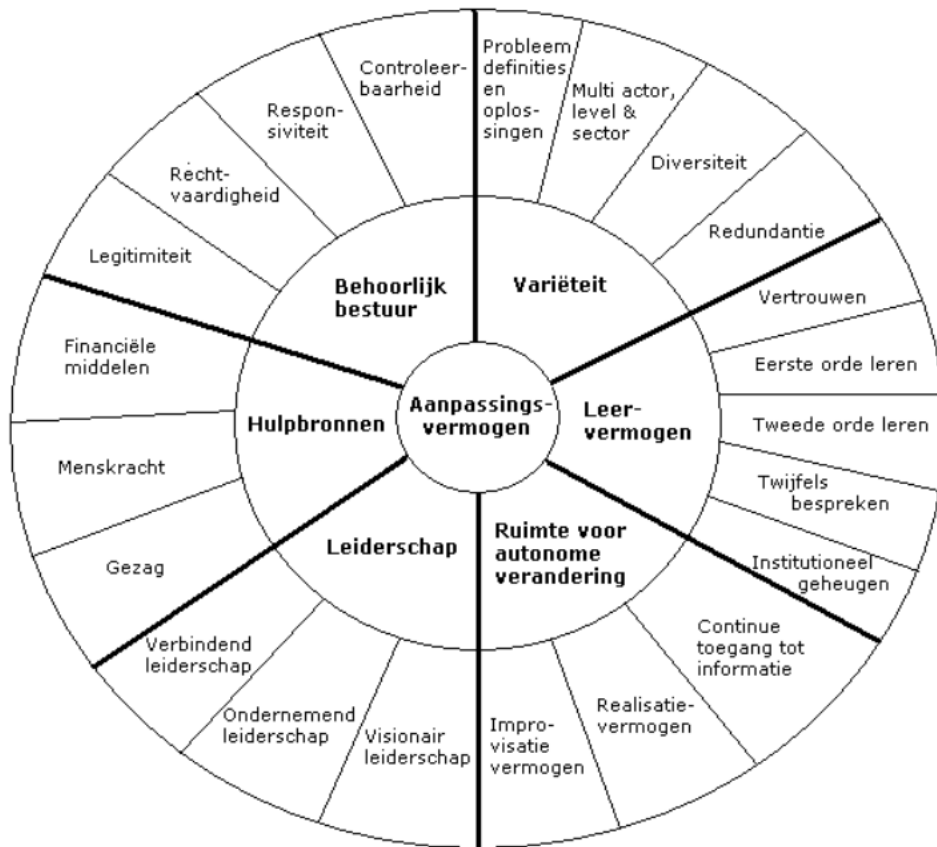 Aanpassings-
vermogen
Variëteit
Probleem
definities
en
oplos-
singen
Multi actor,
level &
sector
Diversiteit
Redundantie
Leer-
vermogen
Vertrouwen
Eerste orde leren
Tweede orde leren
Twijfels
bespreken
Institutioneel
geheugen
Ruimte voor
autonome
verandering
Continue
toegang tot
informatie
Realisatie-
vermogen
Impro-
visatie
vermogen
Leiderschap
Visionair
leiderschap
Ondernemend
leiderschap
Verbindend
leiderschap
Hulpbronnen
Gezag
Menskracht
Financiële
middelen
Behoorlijk
bestuur
Legitimiteit
Recht-
vaardigheid
Respon-
siviteit
Controleer-
baarheid